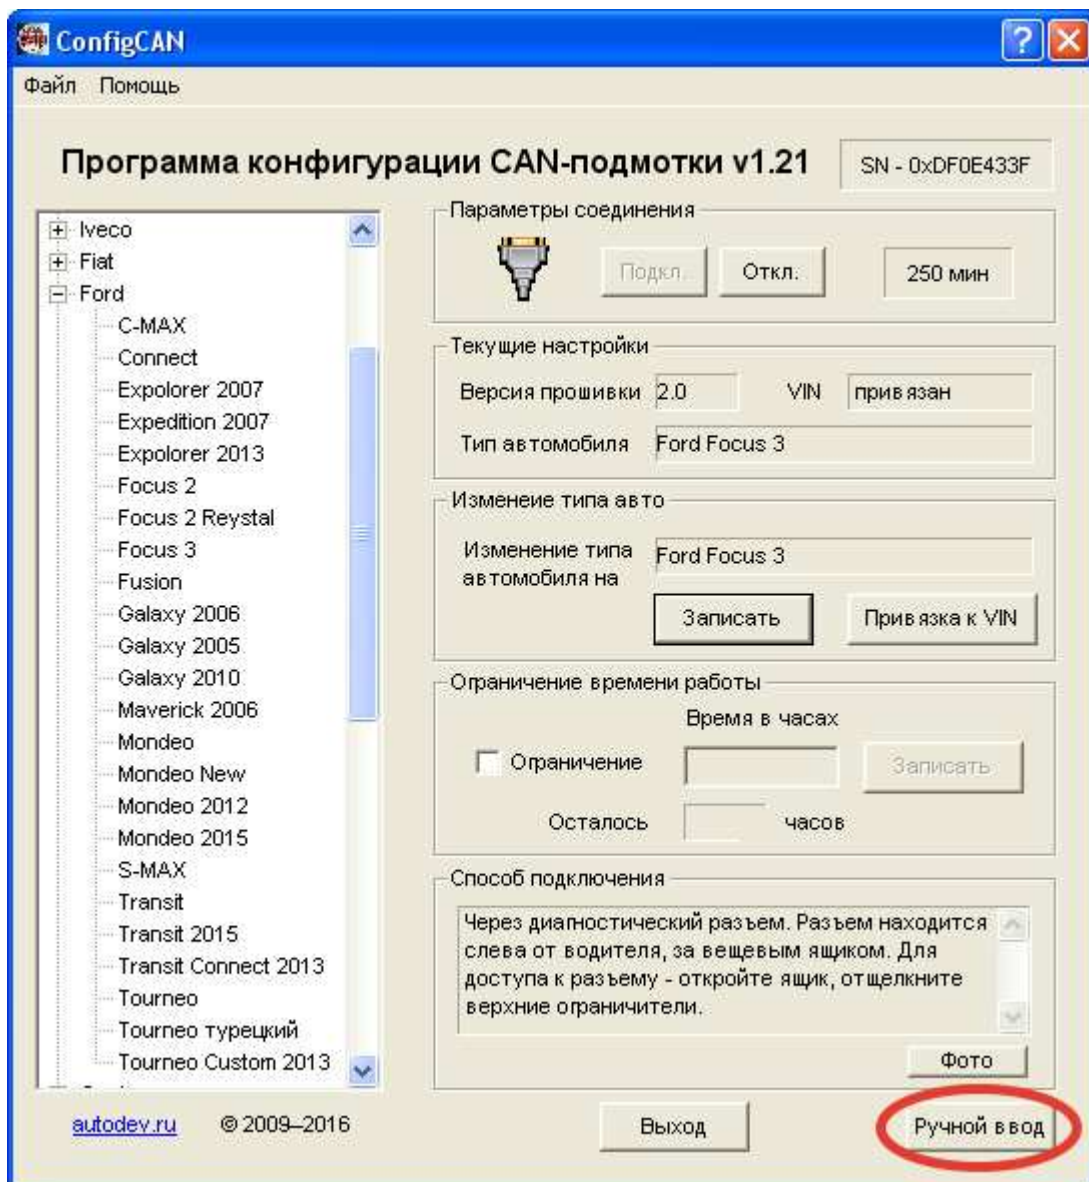 ConfigCAN
Файл Помощь
Программа конфигурации CAN-подмотки v1.21
SN - 0xDF0E433F
Iveco
Fiat
Ford
C-MAX
Connect
Expolorer 2007
Expedition 2007
Expolorer 2013
Focus 2
Focus 2 Reystal
Focus 3
Fusion
Galaxy 2006
Galaxy 2005
Galaxy 2010
Maverick 2006
Mondeo
Mondeo New
Mondeo 2012
Mondeo 2015
S-MAX
Transit
Transit 2015
Transit Connect 2013
Tourneo
Tourneo турецкий
Tourneo Custom 2013
Параметры соединения
Подкл. Откл. 250 мин
Текущие настройки
Версия прошивки 2.0 VIN привязан
Тип автомобиля Ford Focus 3
Изменеие типа авто
Изменение типа
автомобиля на
Ford Focus 3
Записать Привязка к VIN
Ограничение времени работы
Время в часах
Ограничение Записать
Осталось часов
Способ подключения
Через диагностический разъем. Разъем находится
слева от водителя, за вещевым ящиком. Для
доступа к разъему - откройте ящик, отщелкните
верхние ограничители.
Фото
autodev.ru © 2009–2016 Выход Ручной ввод